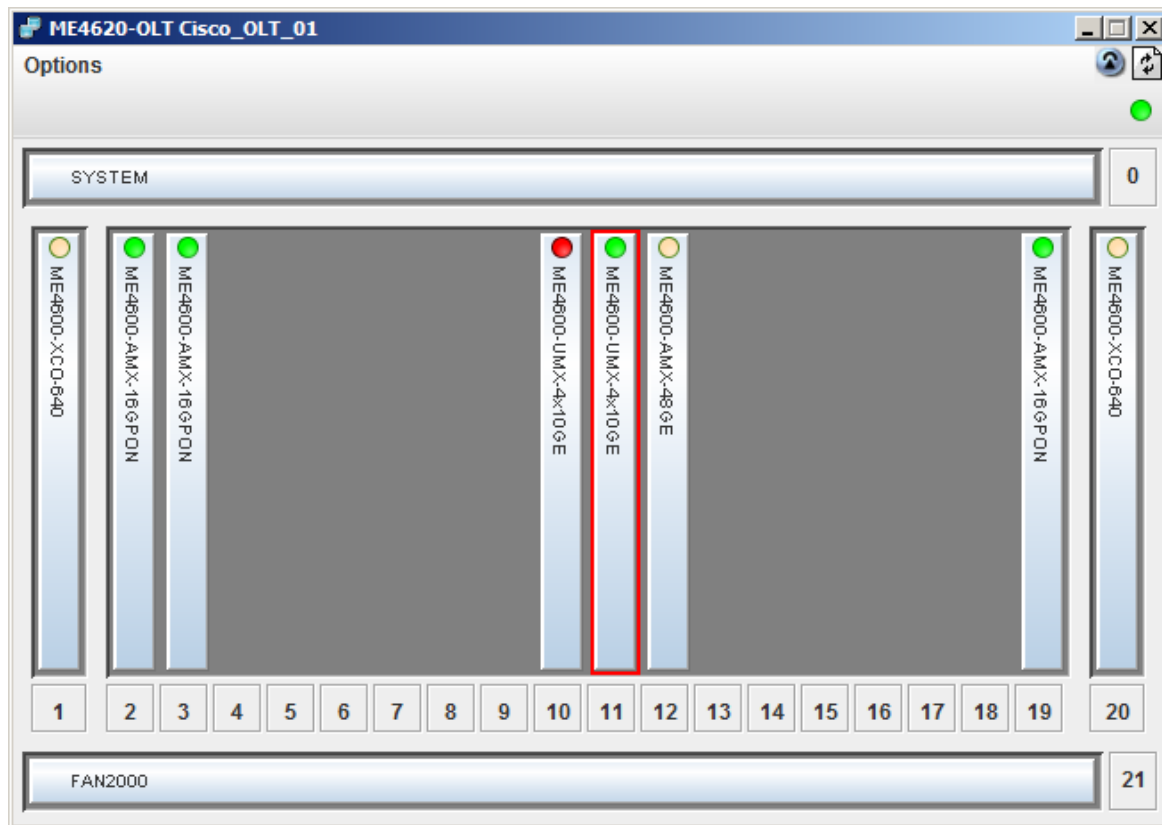 ME4620-OLT Cisco_OLT_01
Options
SYSTEM
0
ME4600-XCO-640
ME4600-AMX-16GPON
ME4600-AMX-16GPON
ME4600-UMX-4x10GE
ME4600-UMX-4x10GE
ME4600-AMX-48GE
ME4600-AMX-16GPON
ME4600-XCO-640
1 2 3 4 5 6 7 8 9 10 11 12 13 14 15 16 17 18 19 20
FAN2000
21